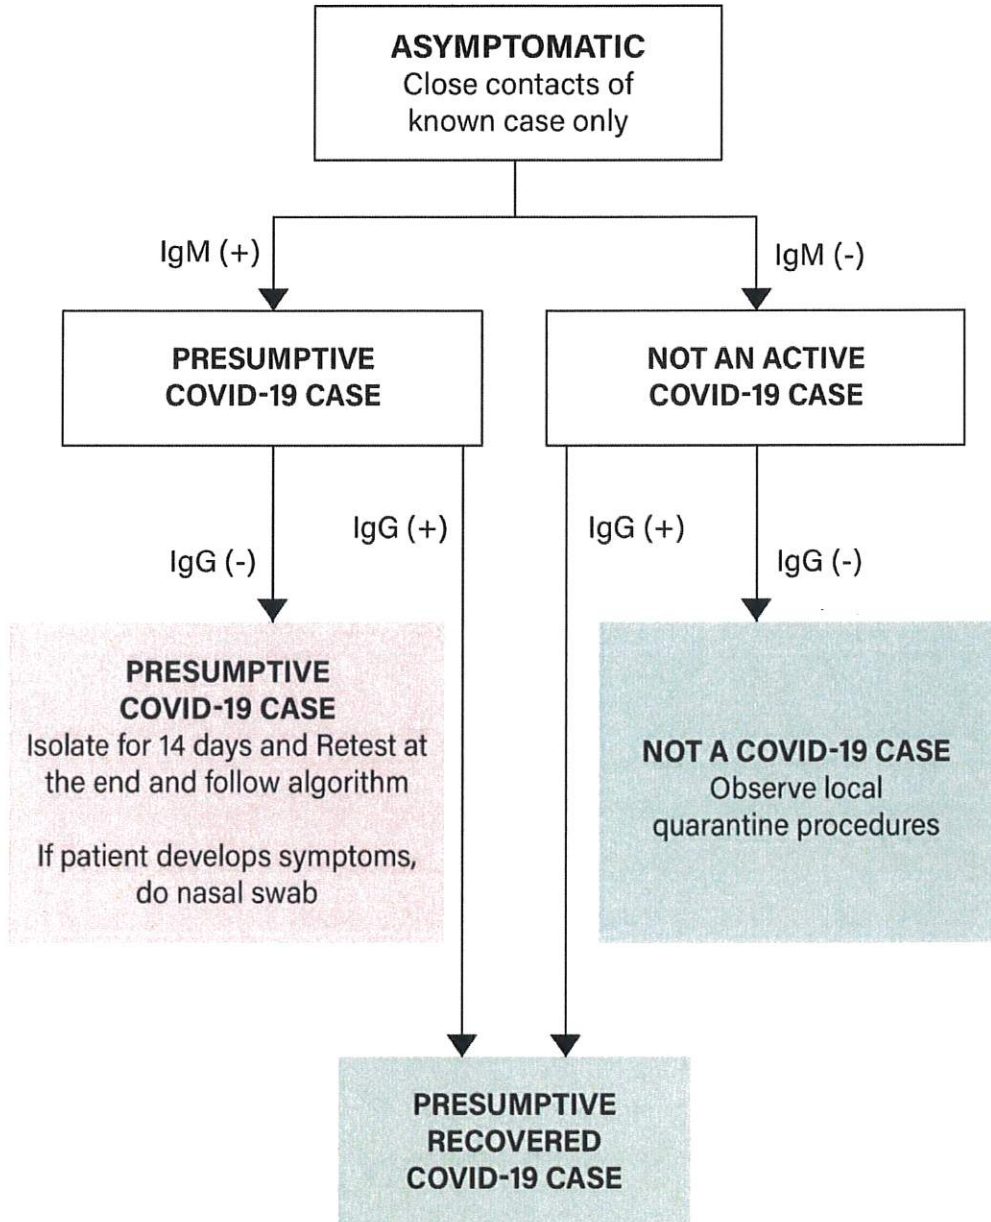 ASYMPTOMATIC
Close contacts of
known case only
IgM (+)
IgM (-)
PRESUMPTIVE
COVID-19 CASE
NOT AN ACTIVE
COVID-19 CASE
IgG (-)
IgG (+)
IgG (+)
IgG (-)
PRESUMPTIVE
COVID-19 CASE
Isolate for 14 days and Retest at
the end and follow algorithm
If patient develops symptoms,
do nasal swab
NOT A COVID-19 CASE
Observe local
quarantine procedures
PRESUMPTIVE
RECOVERED
COVID-19 CASE